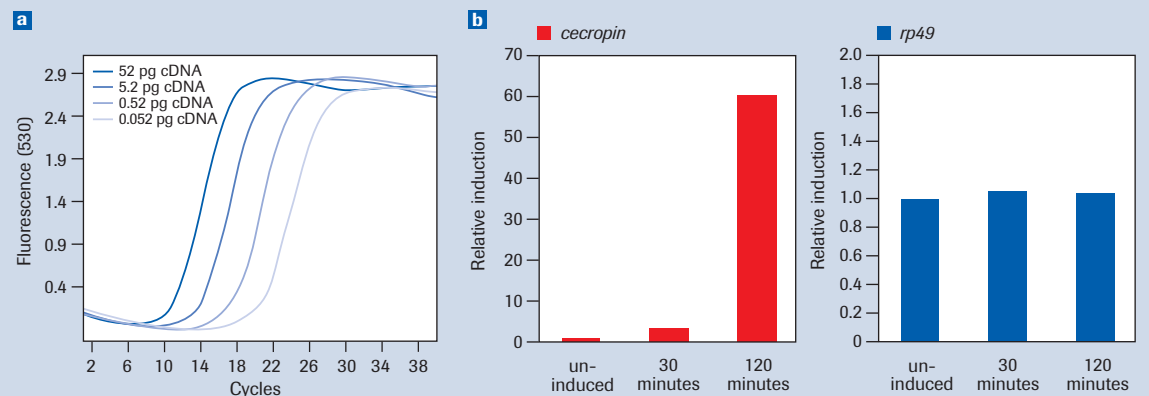 a
Fluorescence (530)
2.9
2.4
1.9
1.4
0.9
0.4
52 pg cDNA
5.2 pg cDNA
0.52 pg cDNA
0.052 pg cDNA
2 6 10 14 18 22 26 30 34 38
Cycles
b
cecropin
Relative induction
70
60
50
40
30
20
10
0
un-
induced
30
minutes
120
minutes
rp49
Relative induction
2.0
1.8
1.6
1.4
1.2
1.0
0.8
0.6
0.4
0.2
0
un-
induced
30
minutes
120
minutes